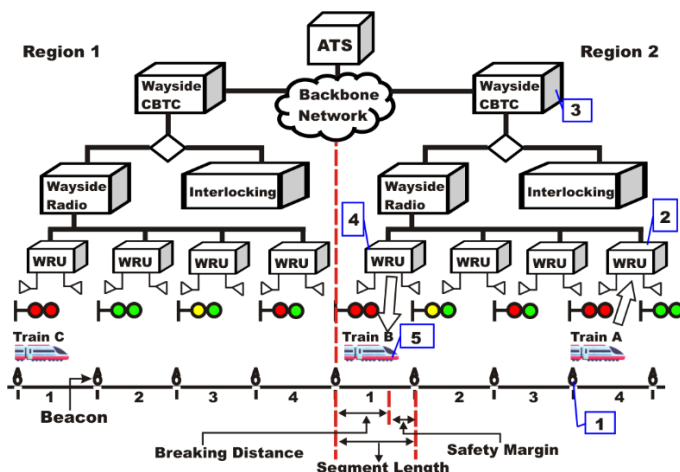 Region 1
ATS
Region 2
Wayside
CBTC
Backbone
Network
Wayside
CBTC
3
Wayside
Radio
Interlocking
Wayside
Radio
Interlocking
4
2
WRU
WRU
WRU
WRU
WRU
WRU
WRU
WRU
Train C
Train B
5
Train A
1
2
3
4
1
2
3
4
1
Beacon
Breaking Distance
Safety Margin
Segment Length